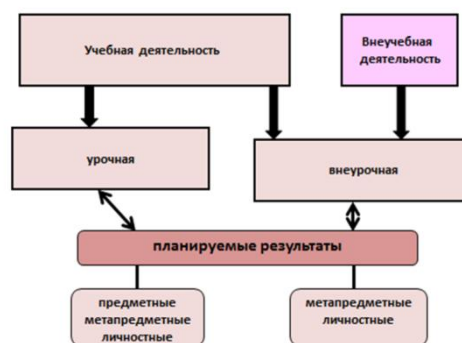 Учебная деятельность
Внеучебная
деятельность
урочная
внеурочная
планируемые результаты
предметные
метапредметные
личностные
метапредметные
личностные